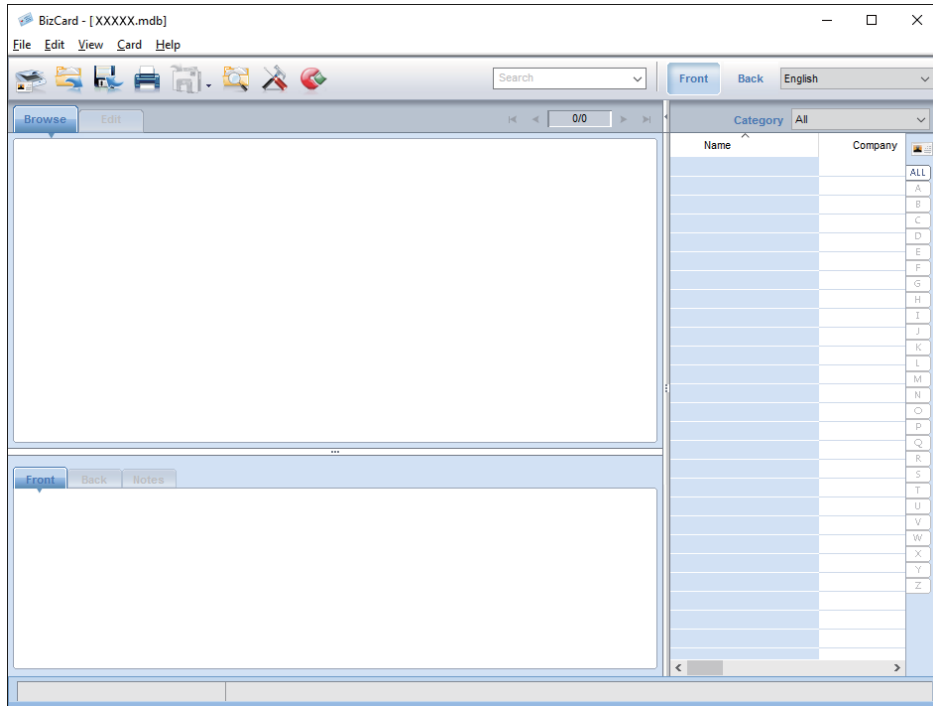 BizCard - [ XXXXX.mdb]
File Edit View Card Help
Search
Front Back English
Browse Edit 0/0 Category All
Name Company
ALL
A
B
C
D
E
F
G
H
I
J
K
L
M
N
O
P
Q
R
S
T
U
V
W
X
Y
Z
Front Back Notes